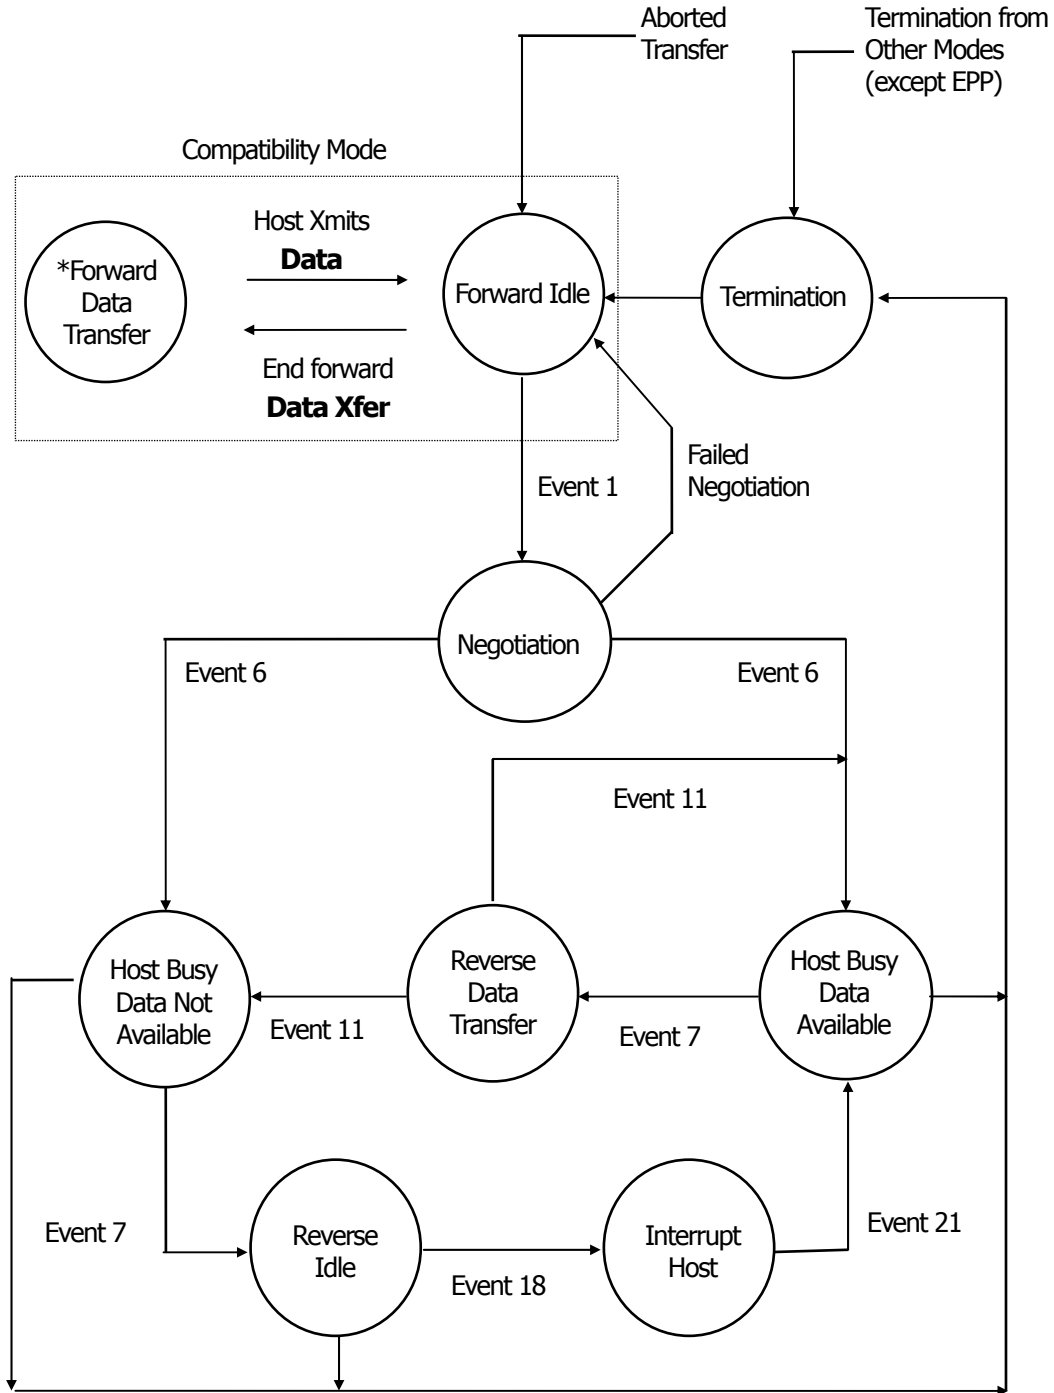 Aborted
Transfer
Termination from
Other Modes
(except EPP)
Compatibility Mode
*Forward
Data
Transfer
Host Xmits
Data
End forward
Data Xfer
Forward Idle
Termination
Event 1
Failed
Negotiation
Negotiation
Event 6
Event 6
Event 11
Host Busy
Data Not
Available
Event 11
Reverse
Data
Transfer
Event 7
Host Busy
Data
Available
Event 7
Reverse
Idle
Event 18
Interrupt
Host
Event 21